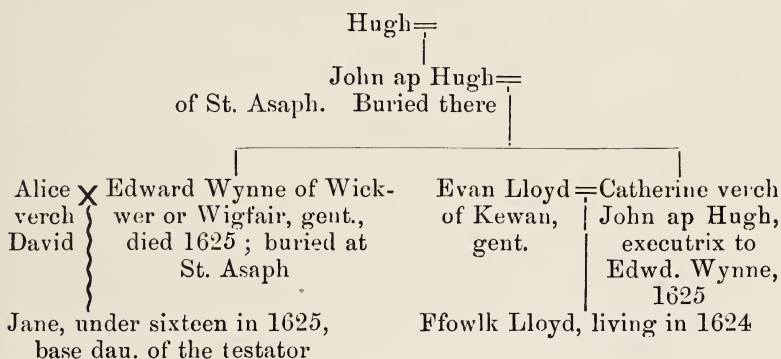 Hugh=
John ap Hugh=
of St. Asaph. Buried there
Alice × Edward Wynne of Wick-
verch wer or Wigfair, gent.,
David died 1625 ; buried at
St. Asaph
Evan Lloyd=Catherine verch
of Kewan, John ap Hugh,
gent. executrix to
Edwd. Wynne,
1625
Jane, under sixteen in 1625,
base dau. of the testator
Ffowlk Lloyd, living in 1624